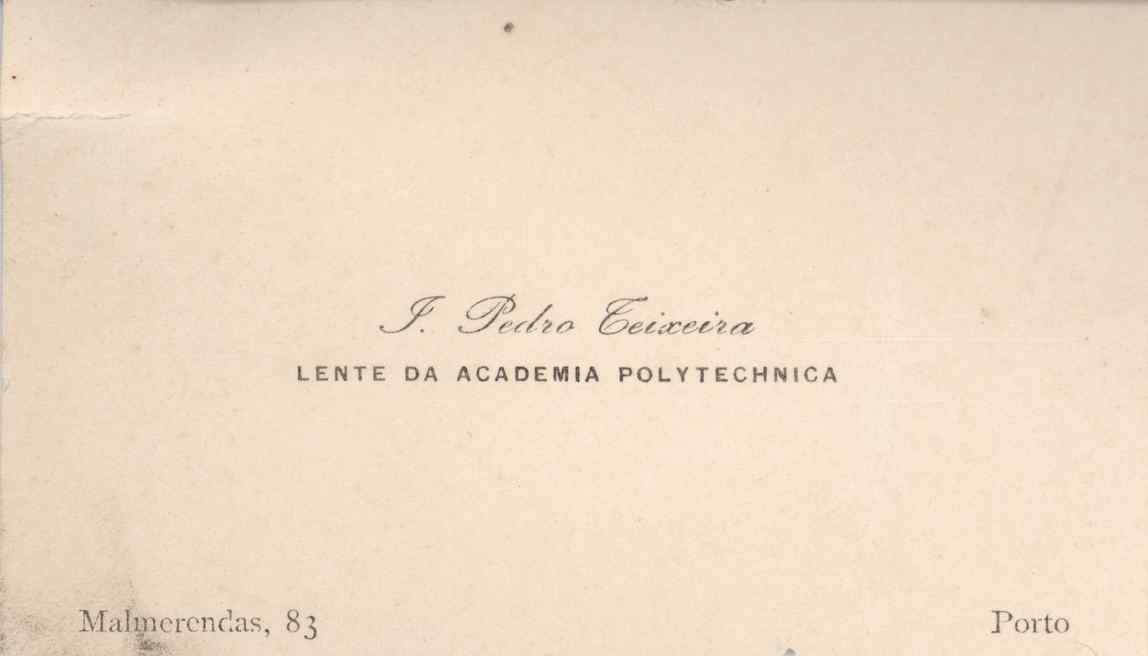 J. Pedro Teixeira
LENTE DA ACADEMIA POLYTECHNICA
Malmerendas, 83
Porto